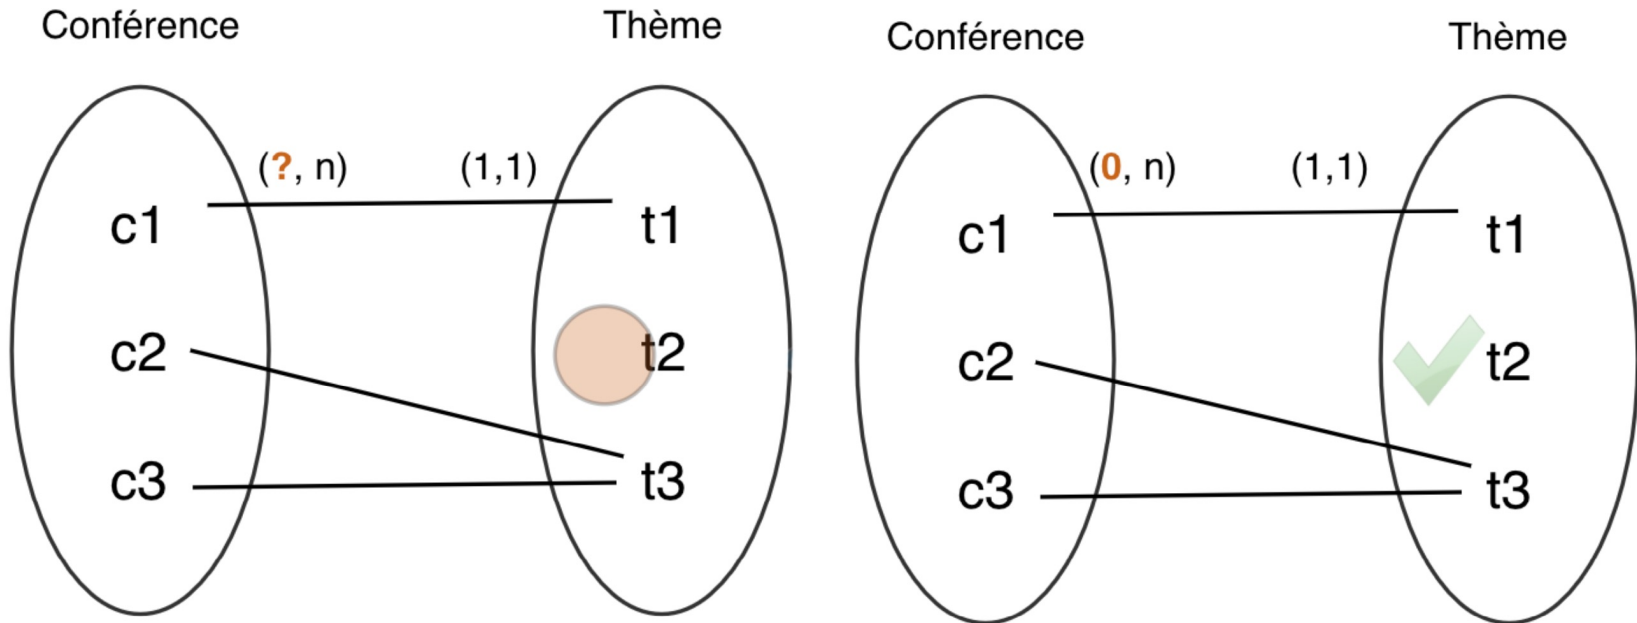 Conférence
Thème
(?, n)
(1,1)
c1
t1
c2
t2
c3
t3
Conférence
Thème
(0, n)
(1,1)
c1
t1
c2
t2
c3
t3